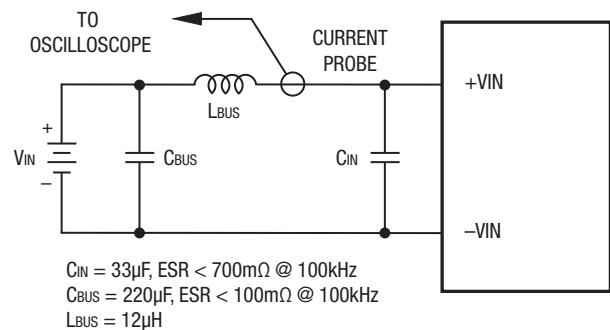 TO
OSCILLOSCOPE
CURRENT
PROBE
LBUS
+VIN
+
VIN
–
CBUS
CIN
–VIN
CIN = 33µF, ESR < 700mΩ @ 100kHz
CBUS = 220µF, ESR < 100mΩ @ 100kHz
LBUS = 12µH